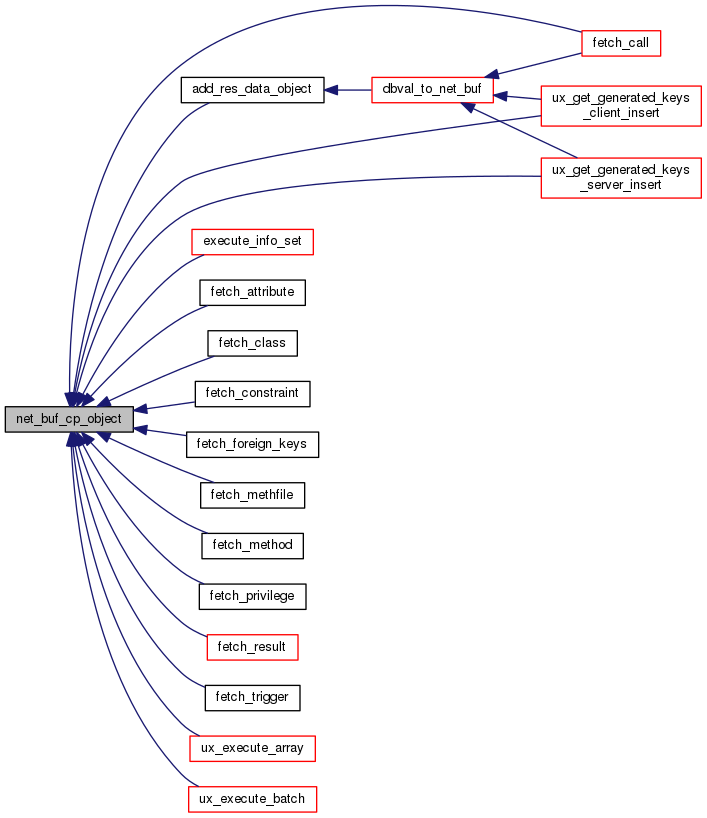 fetch_call
add_res_data_object
dbval_to_net_buf
ux_get_generated_keys
_client_insert
ux_get_generated_keys
_server_insert
execute_info_set
fetch_attribute
fetch_class
fetch_constraint
net_buf_cp_object
fetch_foreign_keys
fetch_methfile
fetch_method
fetch_privilege
fetch_result
fetch_trigger
ux_execute_array
ux_execute_batch